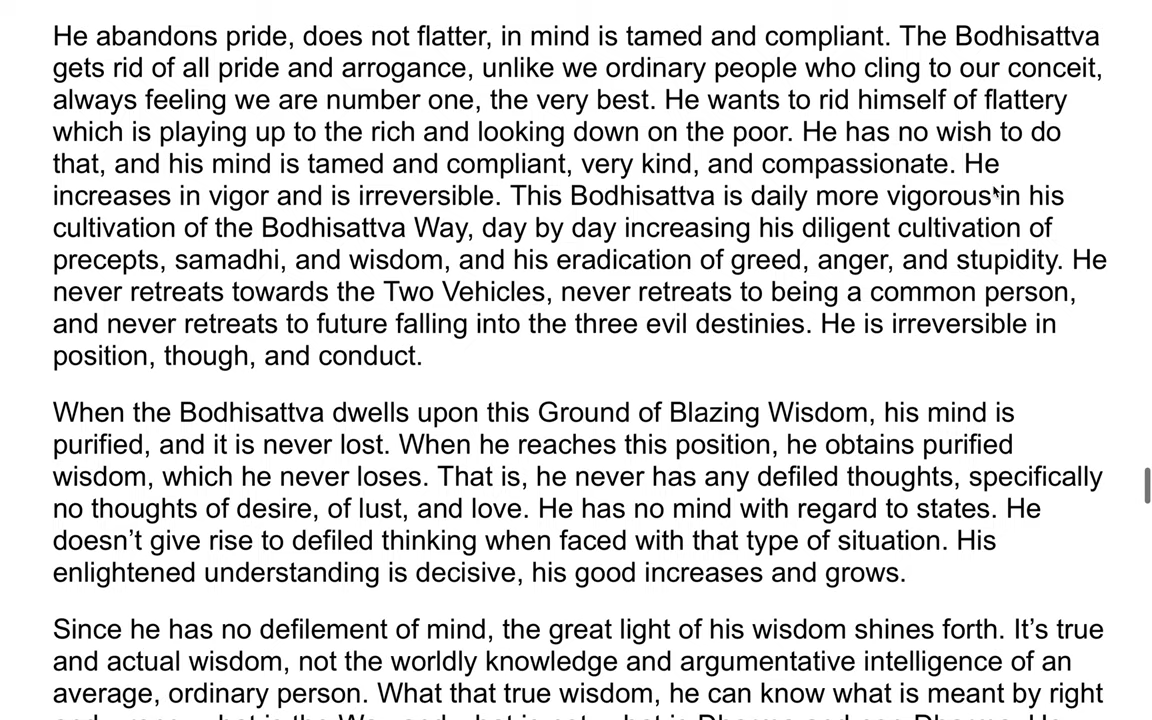 He abandons pride, does not flatter, in mind is tamed and compliant. The Bodhisattva
gets rid of all pride and arrogance, unlike we ordinary people who cling to our conceit,
always feeling we are number one, the very best. He wants to rid himself of flattery
which is playing up to the rich and looking down on the poor. He has no wish to do
that, and his mind is tamed and compliant, very kind, and compassionate. He
increases in vigor and is irreversible. This Bodhisattva is daily more vigorous in his
cultivation of the Bodhisattva Way, day by day increasing his diligent cultivation of
precepts, samadhi, and wisdom, and his eradication of greed, anger, and stupidity. He
never retreats towards the Two Vehicles, never retreats to being a common person,
and never retreats to future falling into the three evil destinies. He is irreversible in
position, though, and conduct.
When the Bodhisattva dwells upon this Ground of Blazing Wisdom, his mind is
purified, and it is never lost. When he reaches this position, he obtains purified
wisdom, which he never loses. That is, he never has any defiled thoughts, specifically
no thoughts of desire, of lust, and love. He has no mind with regard to states. He
doesn’t give rise to defiled thinking when faced with that type of situation. His
enlightened understanding is decisive, his good increases and grows.
Since he has no defilement of mind, the great light of his wisdom shines forth. It’s true
and actual wisdom, not the worldly knowledge and argumentative intelligence of an
average, ordinary person. What that true wisdom, he can know what is meant by right